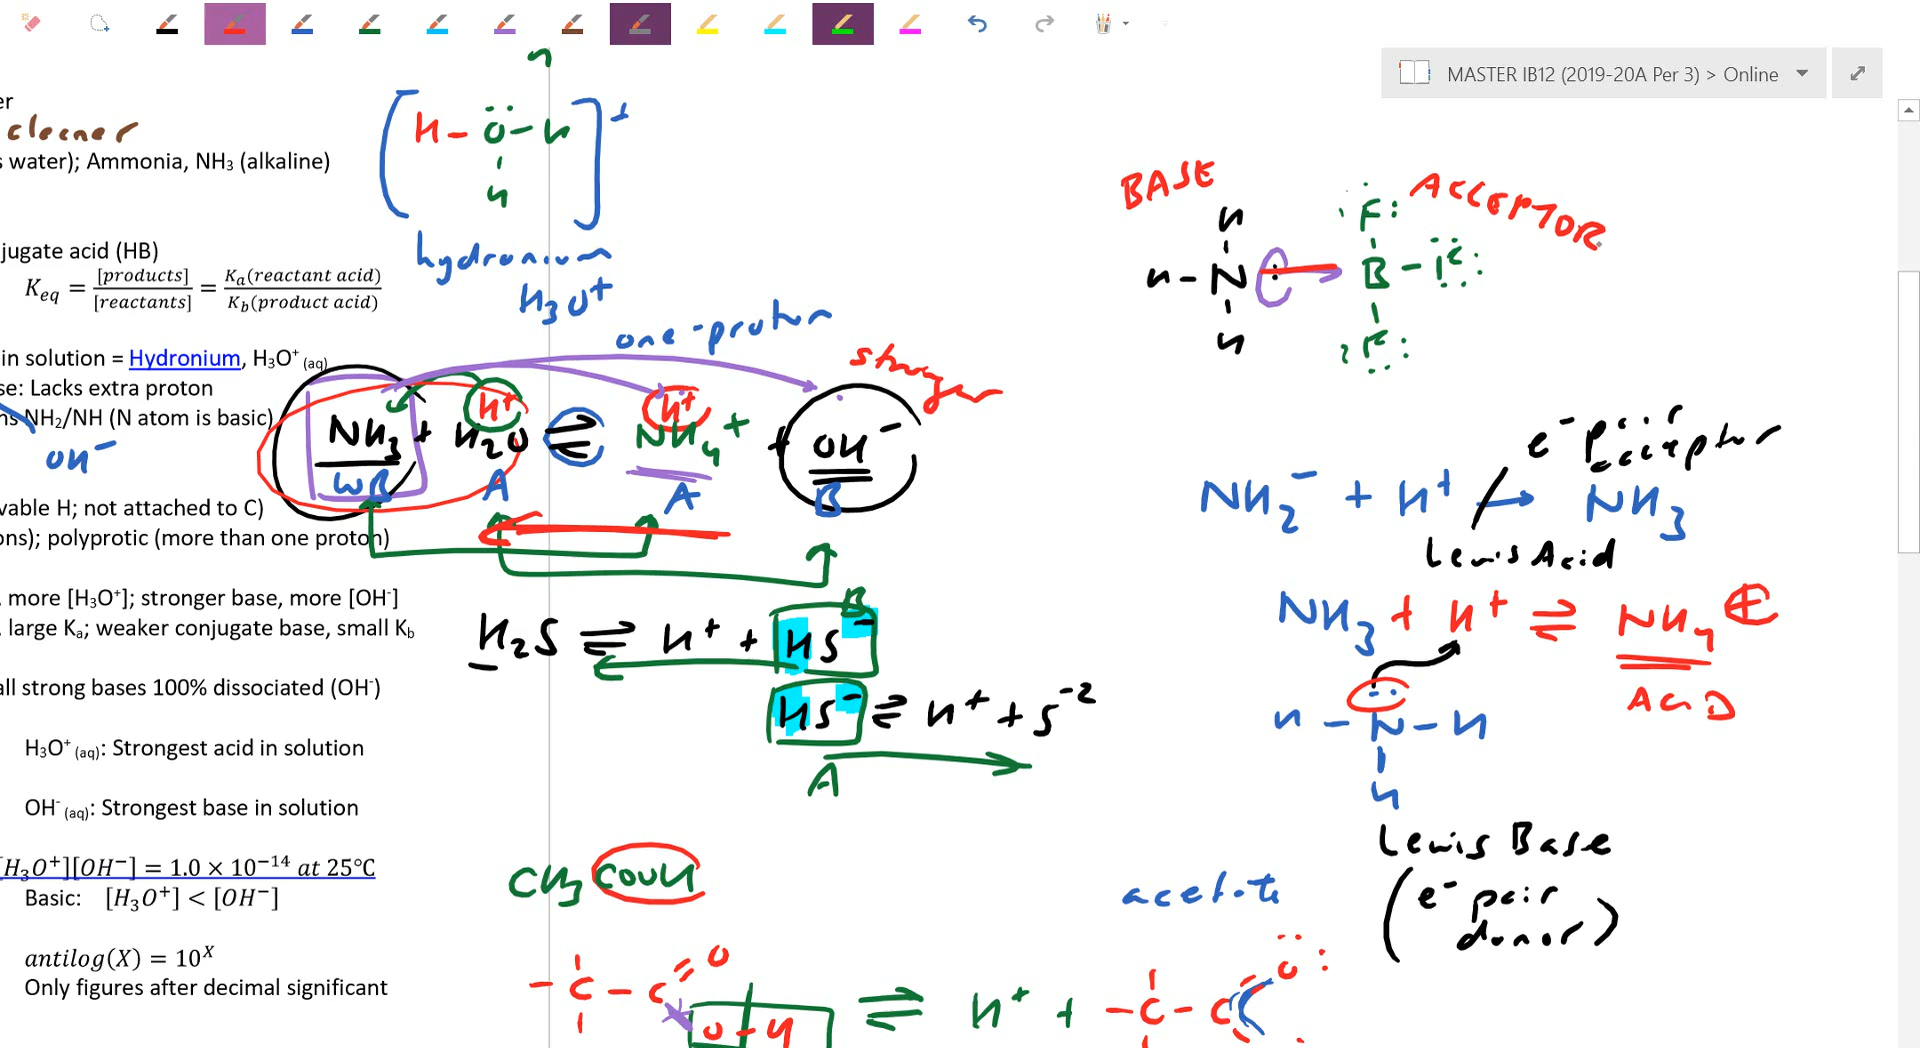 MASTER IB12 (2019-20A Per 3) > Online
er
cleaner
s water); Ammonia, NH₃ (alkaline)
[H - O - H]⁺
H
hydronium
H₃O⁺
jugate acid (HB)
K_eq = [products]/[reactants] = K_a(reactant acid)/K_b(product acid)
in solution = Hydronium, H₃O⁺ (aq)
se: Lacks extra proton
ns NH₂/NH (N atom is basic)
OH⁻
vable H; not attached to C)
ons); polyprotic (more than one proton)
more [H₃O⁺]; stronger base, more [OH⁻]
large Kₐ; weaker conjugate base, small K_b
all strong bases 100% dissociated (OH⁻)
H₃O⁺ (aq): Strongest acid in solution
OH⁻ (aq): Strongest base in solution
[H₃O⁺][OH⁻] = 1.0 × 10⁻¹⁴ at 25°C
Basic: [H₃O⁺] < [OH⁻]
antilog(X) = 10ˣ
Only figures after decimal significant
one-proton
stronger
H⁺ H⁺
NH₃ + H₂O ⇌ NH₄⁺ + OH⁻
WB A A B
B
H₂S ⇌ H⁺ + HS⁻
HS⁻ ⇌ H⁺ + S⁻²
A
CH₃COOH
acetate
O O
- C - C ⇌ H⁺ + - C - C
O - H
BASE ACCEPTOR
H F
H - N : B - F
H F
e⁻ pair
acceptor
NH₂⁻ + H⁺ → NH₃
Lewis Acid
NH₃ + H⁺ ⇌ NH₄⊕
ACID
H - N - H
H
Lewis Base
(e⁻ pair
donor)